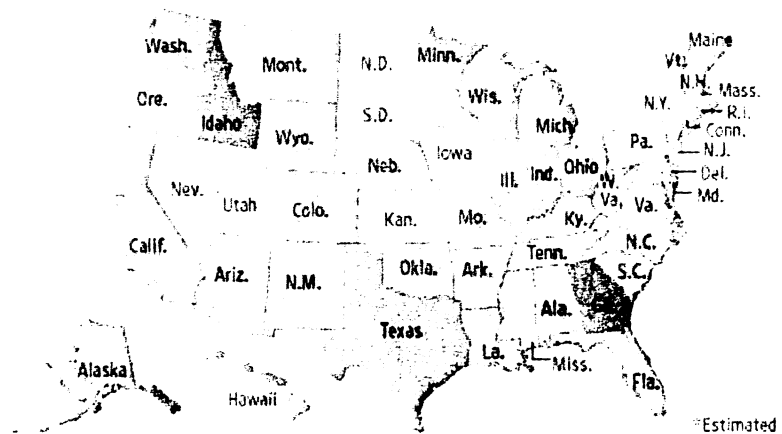 Wash.
Mont.
N.D.
Minn.
Maine
Vt.
N.H.
Mass.
Ore.
Idaho
Wyo.
S.D.
Wis.
Mich.
N.Y.
R.I.
Conn.
Nev.
Utah
Colo.
Neb.
Iowa
Ill.
Ind.
Ohio
Pa.
N.J.
Del.
Md.
W.
Va.
Va.
Calif.
Ariz.
N.M.
Kan.
Mo.
Ky.
N.C.
Okla.
Ark.
Tenn.
S.C.
Texas
La.
Miss.
Ala.
Fla.
Alaska
Hawaii
*Estimated